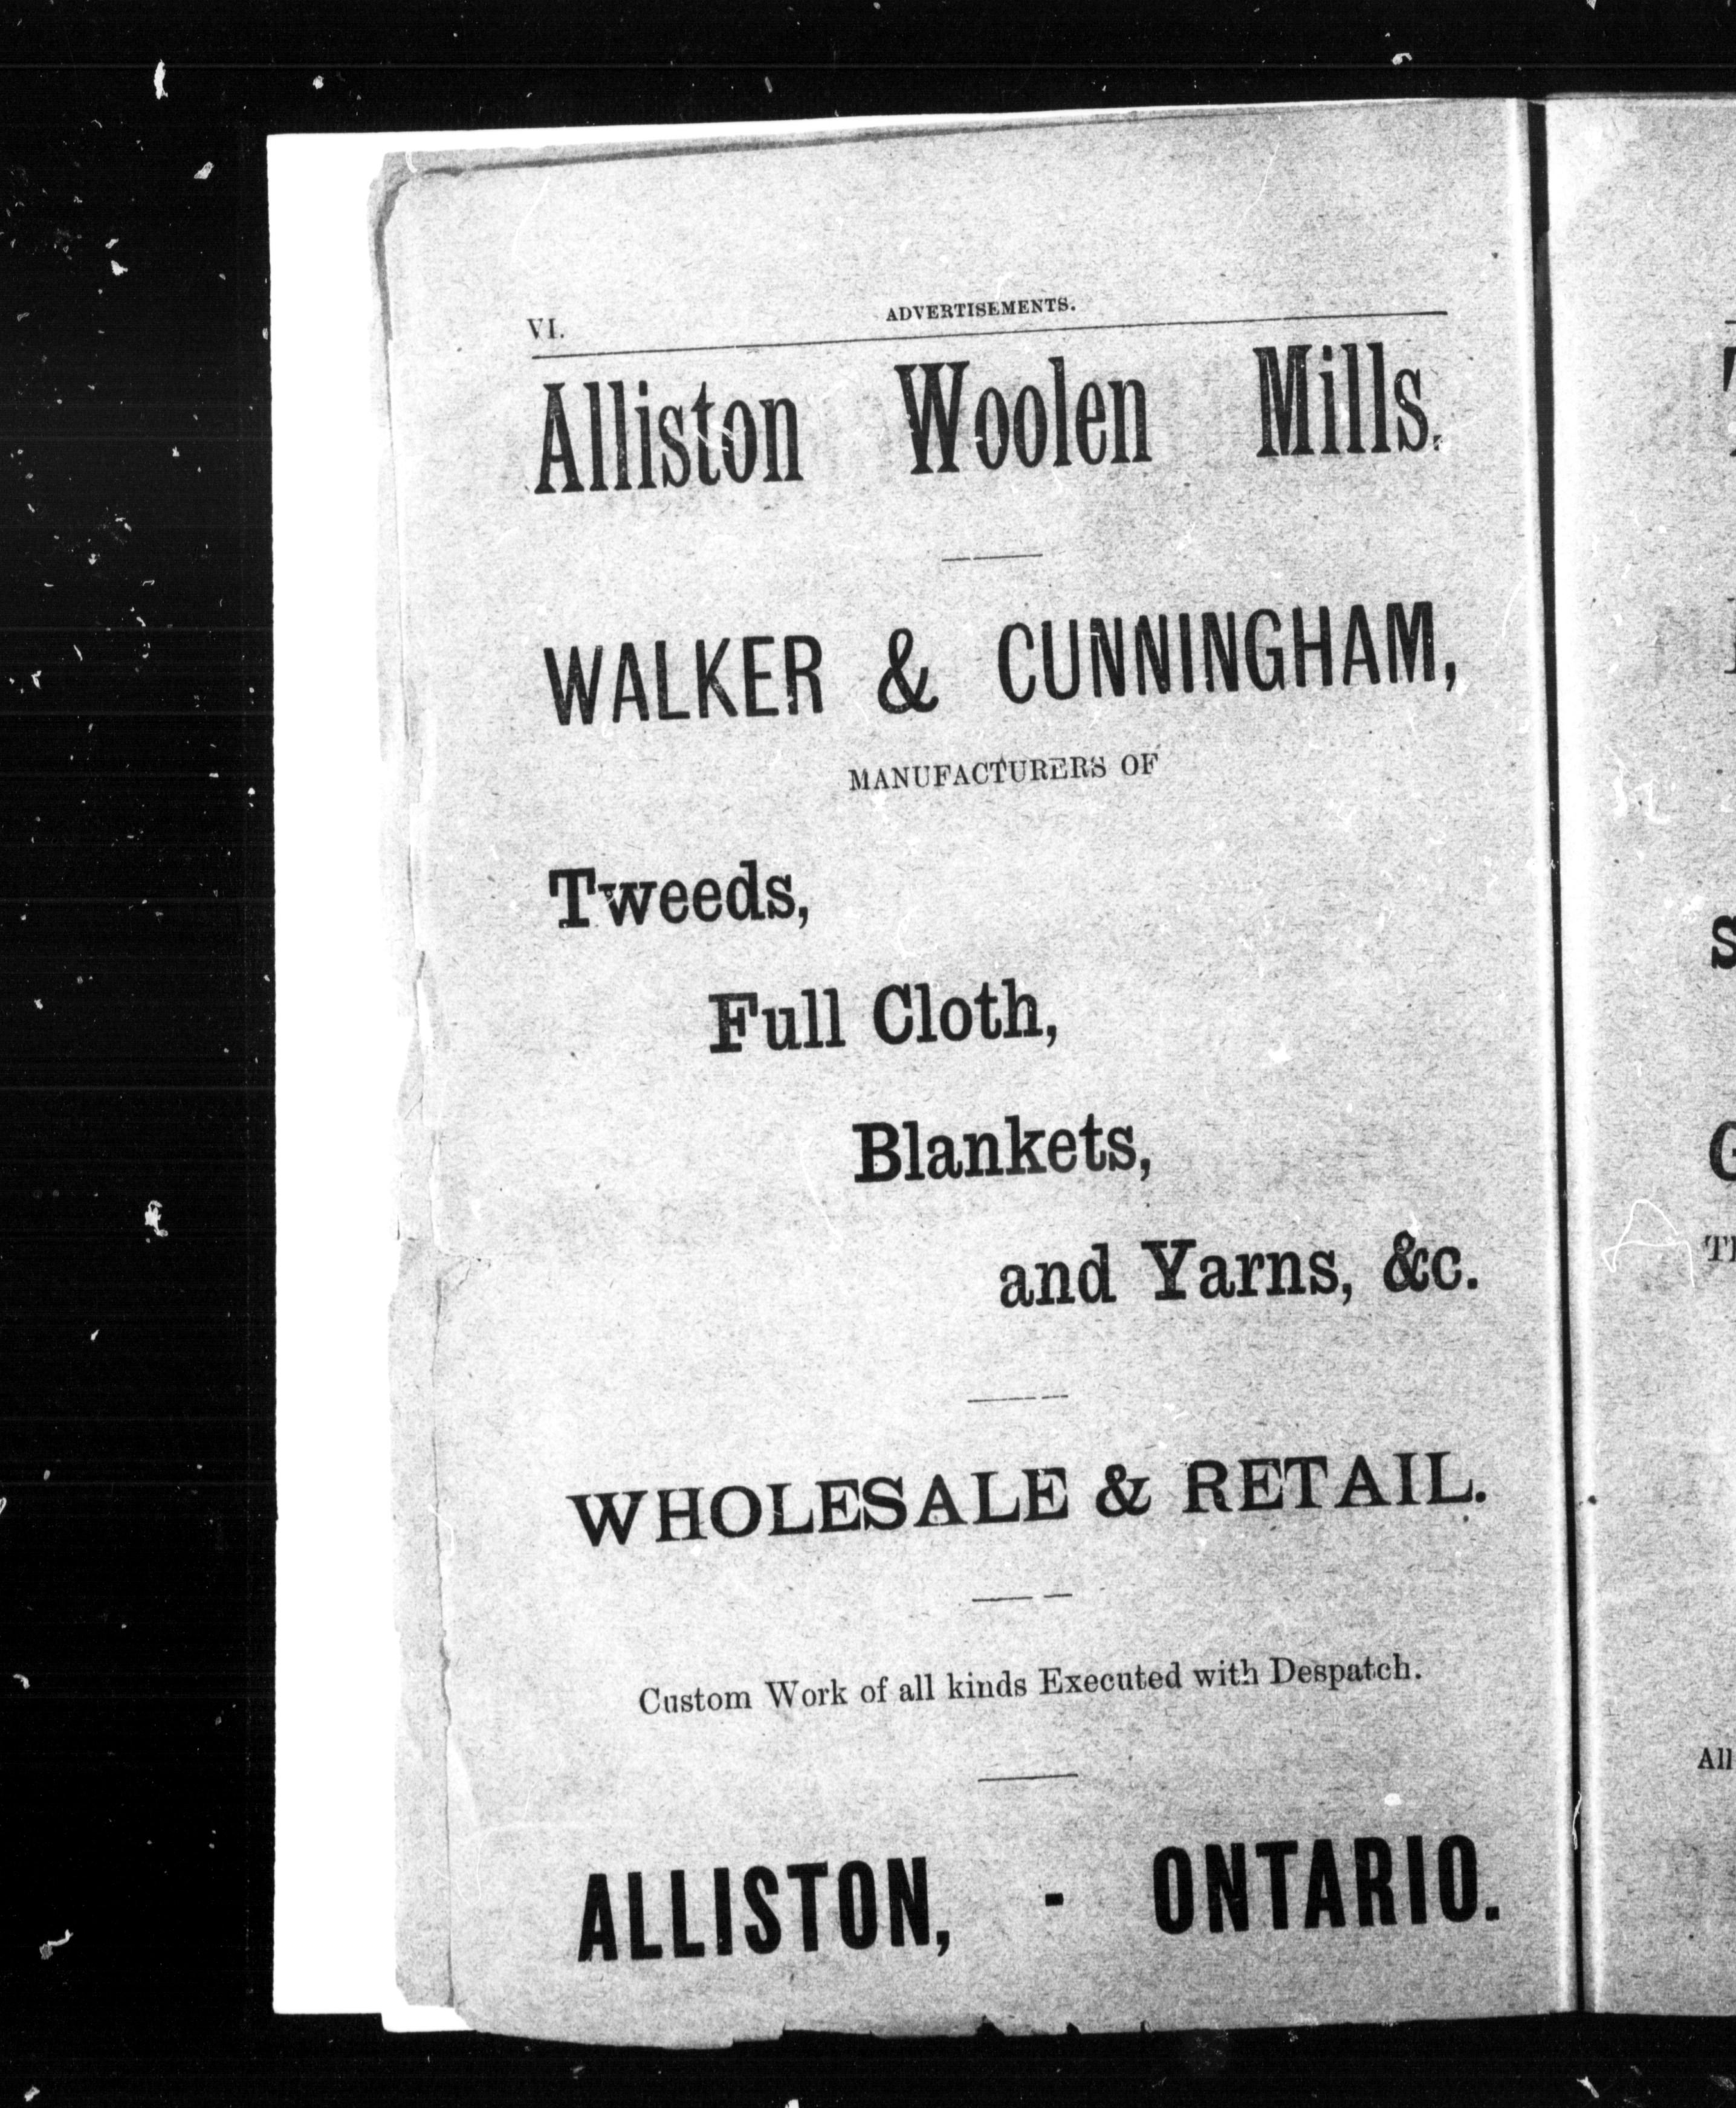 VI.
ADVERTISEMENTS.
Alliston Woolen Mills.
WALKER & CUNNINGHAM,
MANUFACTURERS OF
Tweeds,
Full Cloth,
Blankets,
and Yarns, &c.
WHOLESALE & RETAIL.
Custom Work of all kinds Executed with Despatch.
ALLISTON, - ONTARIO.
All